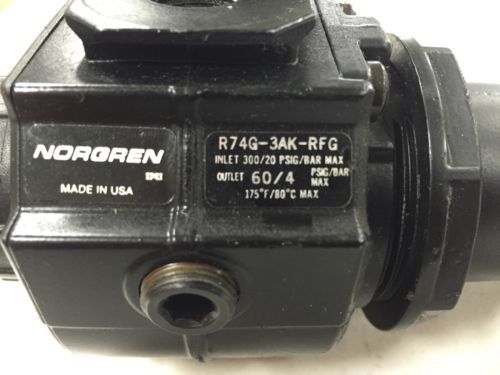 NORGREN
MADE IN USA
R74G-3AK-RFG
INLET 300/20 PSIG/BAR MAX
OUTLET 60/4 PSIG/BAR MAX
175°F/80°C MAX